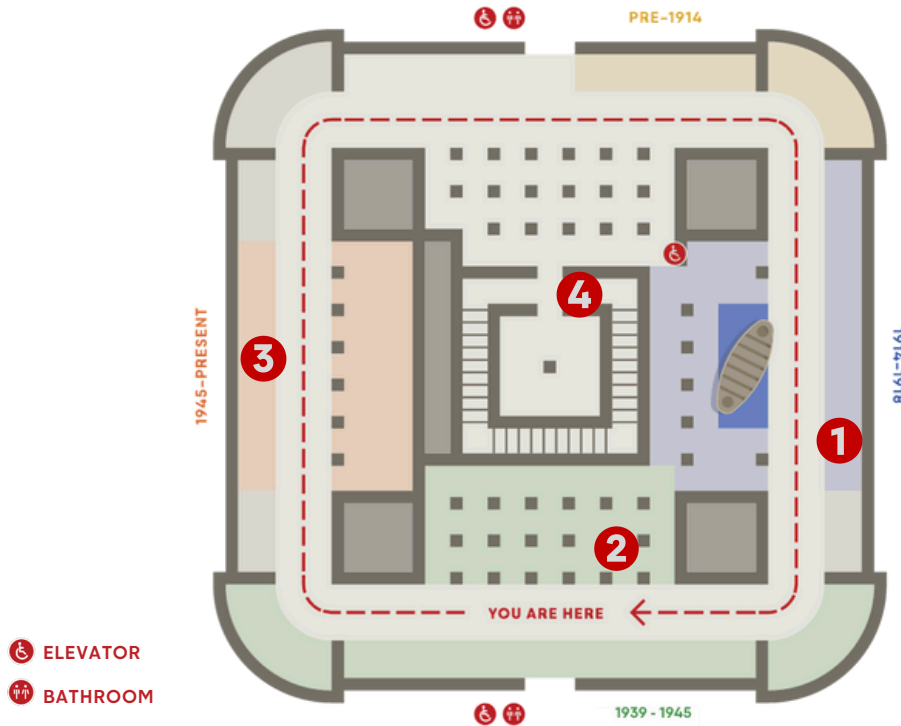 PRE-1914
4
3
1945-PRESENT
1914-1918
1
2
YOU ARE HERE
ELEVATOR
BATHROOM
1939 - 1945